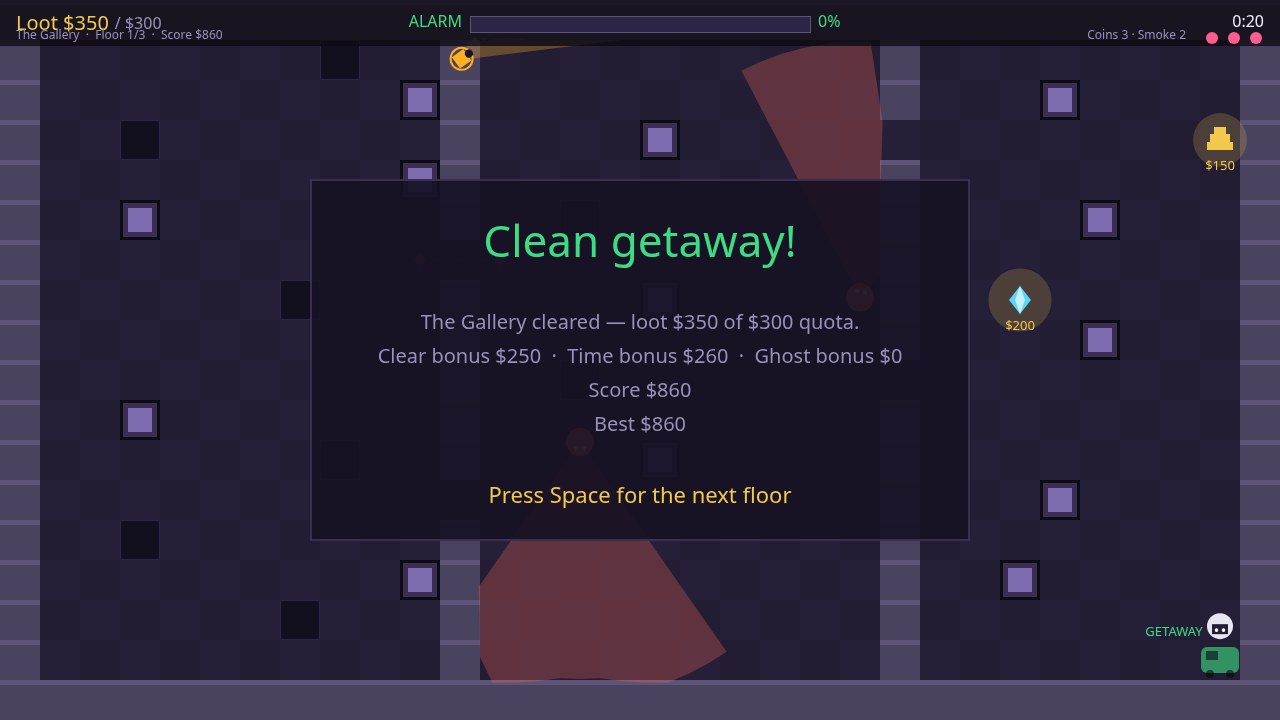 Loot $350 / $300
ALARM 0%
0:20
The Gallery · Floor 1/3 · Score $860
Coins 3 · Smoke 2
$150
$200
Clean getaway!
The Gallery cleared — loot $350 of $300 quota.
Clear bonus $250 · Time bonus $260 · Ghost bonus $0
Score $860
Best $860
Press Space for the next floor
GETAWAY